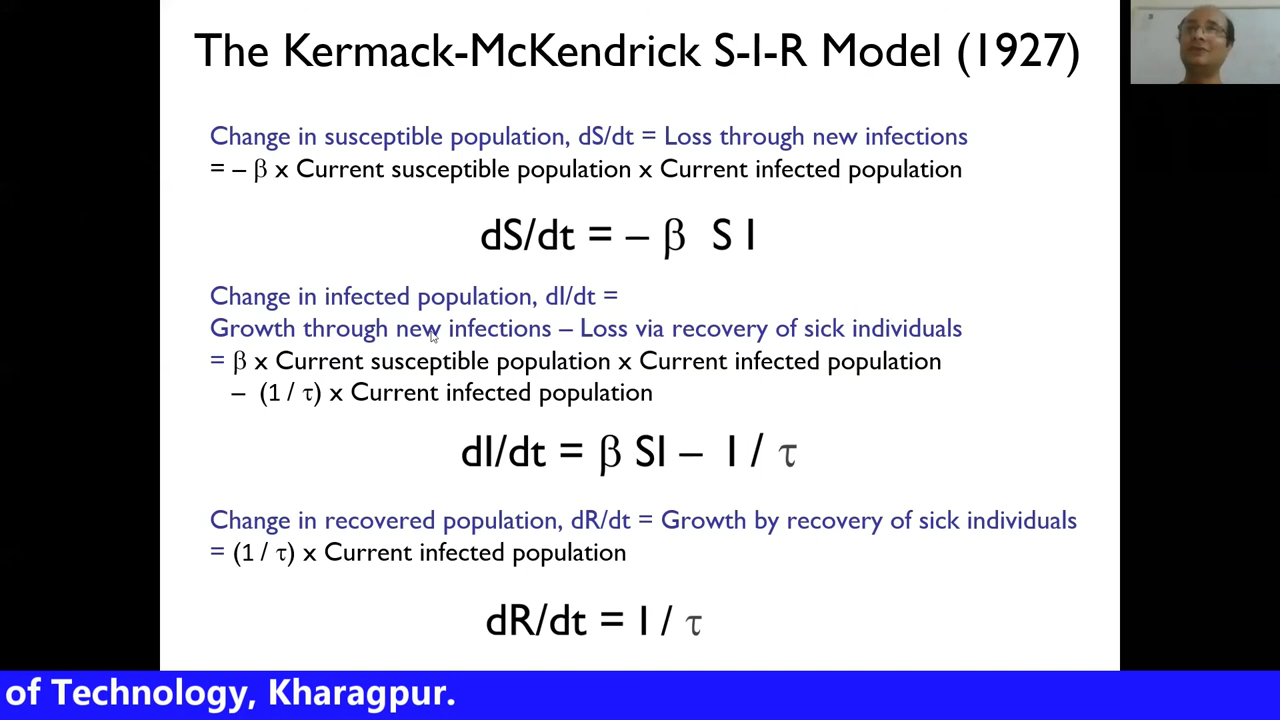 The Kermack-McKendrick S-I-R Model (1927)
Change in susceptible population, dS/dt = Loss through new infections
= – β x Current susceptible population x Current infected population
dS/dt = – β S I
Change in infected population, dI/dt =
Growth through new infections – Loss via recovery of sick individuals
= β x Current susceptible population x Current infected population
– (1 / τ) x Current infected population
dI/dt = β SI – I / τ
Change in recovered population, dR/dt = Growth by recovery of sick individuals
= (1 / τ) x Current infected population
dR/dt = I / τ
of Technology, Kharagpur.